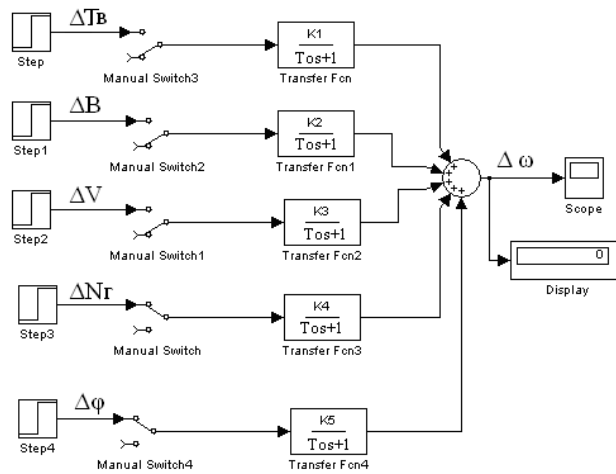 ΔTв
Step
Manual Switch3
K1
Tos+1
Transfer Fcn
ΔB
Step1
Manual Switch2
K2
Tos+1
Transfer Fcn1
Δ ω
Scope
ΔV
Step2
Manual Switch1
K3
Tos+1
Transfer Fcn2
0
Display
ΔNr
Step3
Manual Switch
K4
Tos+1
Transfer Fcn3
Δφ
Step4
Manual Switch4
K5
Tos+1
Transfer Fcn4